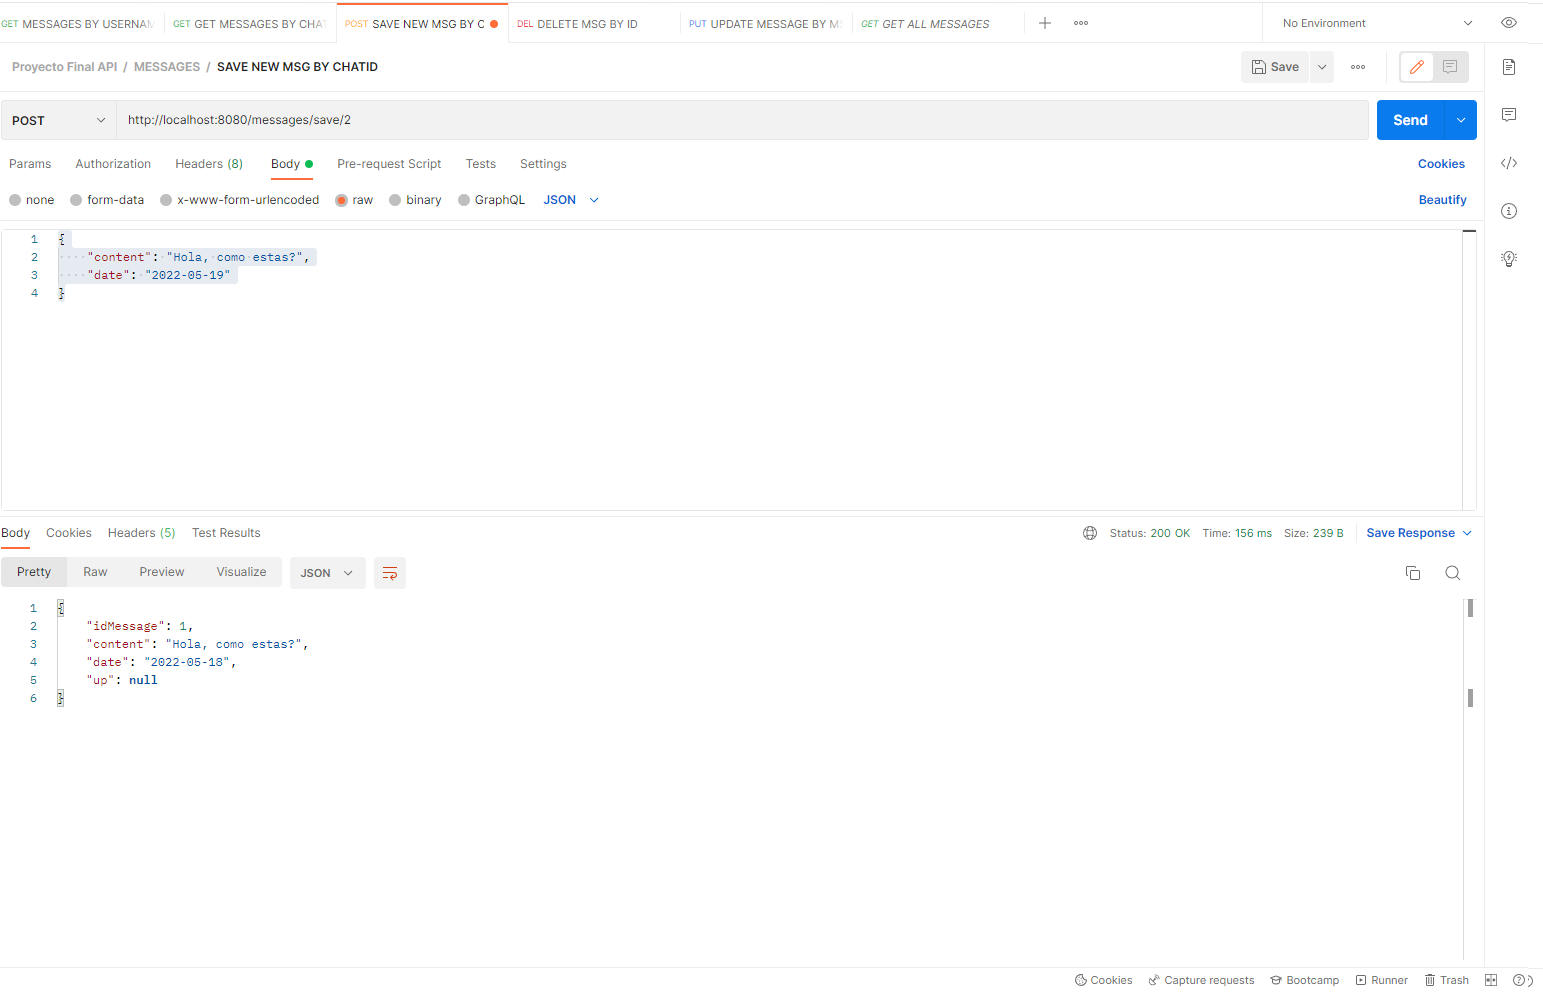 GET MESSAGES BY USERNA GET GET MESSAGES BY CHA POST SAVE NEW MSG BY C DEL DELETE MSG BY ID PUT UPDATE MESSAGE BY M GET GET ALL MESSAGES No Environment
Proyecto Final API / MESSAGES / SAVE NEW MSG BY CHATID Save
POST http://localhost:8080/messages/save/2 Send
Params Authorization Headers (8) Body Pre-request Script Tests Settings Cookies
none form-data x-www-form-urlencoded raw binary GraphQL JSON Beautify
1 {
2 "content": "Hola, como estas?",
3 "date": "2022-05-19"
4 }
Body Cookies Headers (5) Test Results Status: 200 OK Time: 156 ms Size: 239 B Save Response
Pretty Raw Preview Visualize JSON
1 {
2 "idMessage": 1,
3 "content": "Hola, como estas?",
4 "date": "2022-05-18",
5 "up": null
6 }
Cookies Capture requests Bootcamp Runner Trash